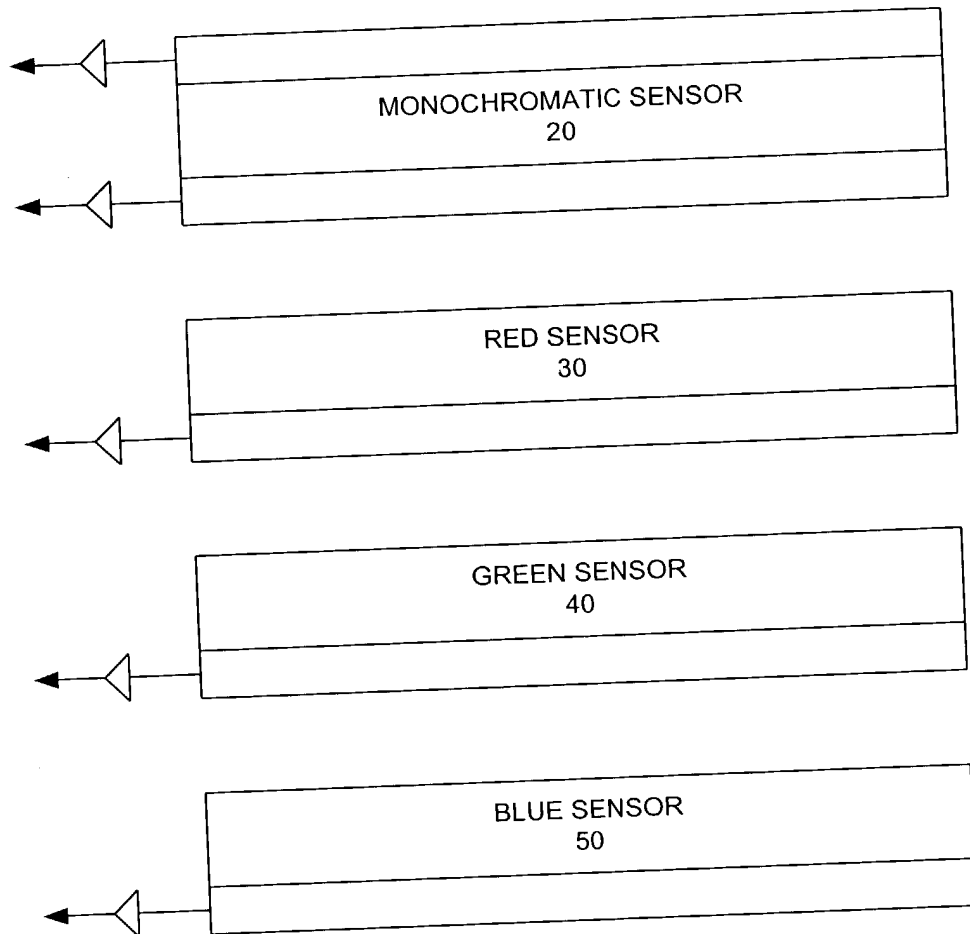 MONOCHROMATIC SENSOR
20
RED SENSOR
30
GREEN SENSOR
40
BLUE SENSOR
50